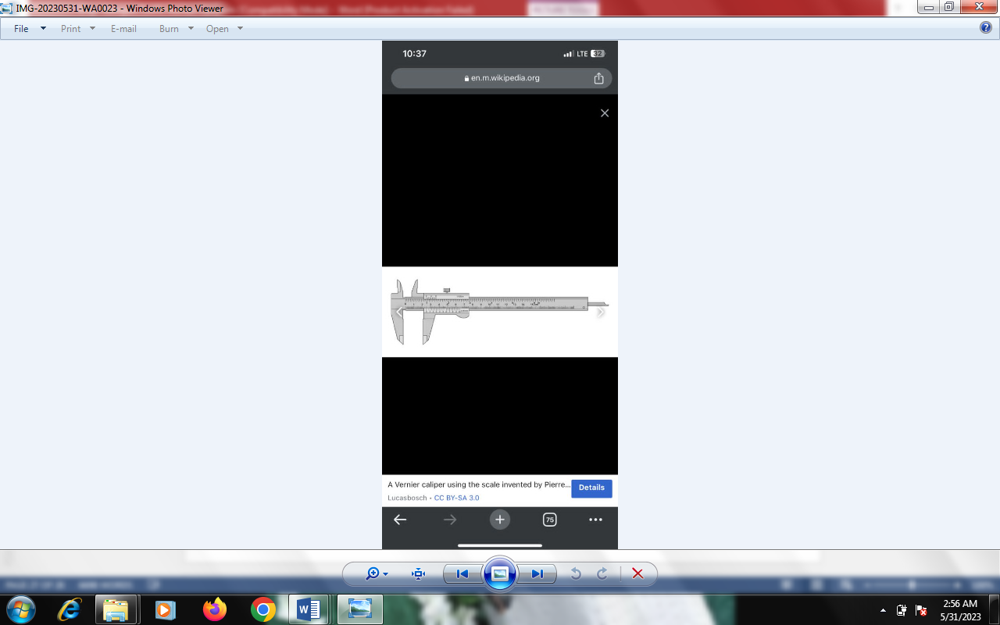 IMG-20230531-WA0023 - Windows Photo Viewer
File Print E-mail Burn Open
10:37 LTE 32
en.m.wikipedia.org
A Vernier caliper using the scale invented by Pierre...
Details
Lucasbosch • CC BY-SA 3.0
75
2:56 AM
5/31/2023